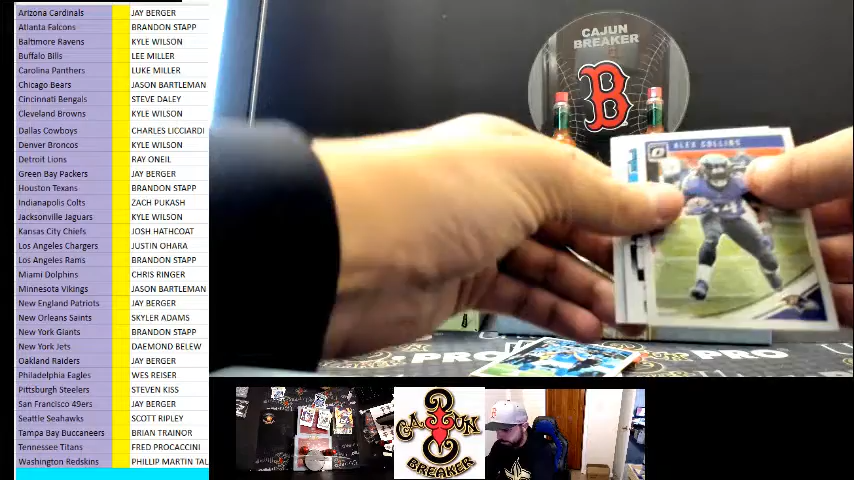 Arizona Cardinals JAY BERGER
Atlanta Falcons BRANDON STAPP
Baltimore Ravens KYLE WILSON
Buffalo Bills LEE MILLER
Carolina Panthers LUKE MILLER
Chicago Bears JASON BARTLEMAN
Cincinnati Bengals STEVE DALEY
Cleveland Browns KYLE WILSON
Dallas Cowboys CHARLES LICCIARDI
Denver Broncos KYLE WILSON
Detroit Lions RAY ONEIL
Green Bay Packers JAY BERGER
Houston Texans BRANDON STAPP
Indianapolis Colts ZACH PUKASH
Jacksonville Jaguars KYLE WILSON
Kansas City Chiefs JOSH HATHCOAT
Los Angeles Chargers JUSTIN OHARA
Los Angeles Rams BRANDON STAPP
Miami Dolphins CHRIS RINGER
Minnesota Vikings JASON BARTLEMAN
New England Patriots JAY BERGER
New Orleans Saints SKYLER ADAMS
New York Giants BRANDON STAPP
New York Jets DAEMOND BELEW
Oakland Raiders JAY BERGER
Philadelphia Eagles WES REISER
Pittsburgh Steelers STEVEN KISS
San Francisco 49ers JAY BERGER
Seattle Seahawks SCOTT RIPLEY
Tampa Bay Buccaneers BRIAN TRAINOR
Tennessee Titans FRED PROCACCINI
Washington Redskins PHILLIP MARTIN TAL
CAJUN
BREAKER
B
ALEX COLLINS
PRO
CAJUN
BREAKER